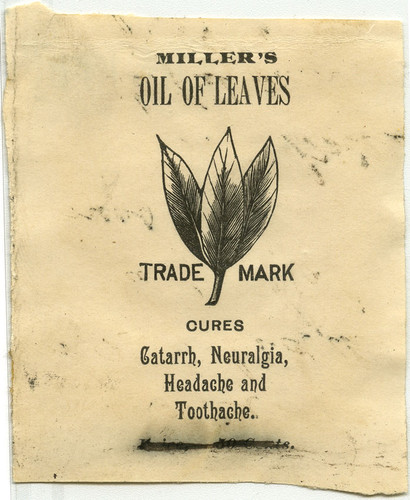 MILLER'S
OIL OF LEAVES
TRADE MARK
CURES
Catarrh, Neuralgia,
Headache and
Toothache.